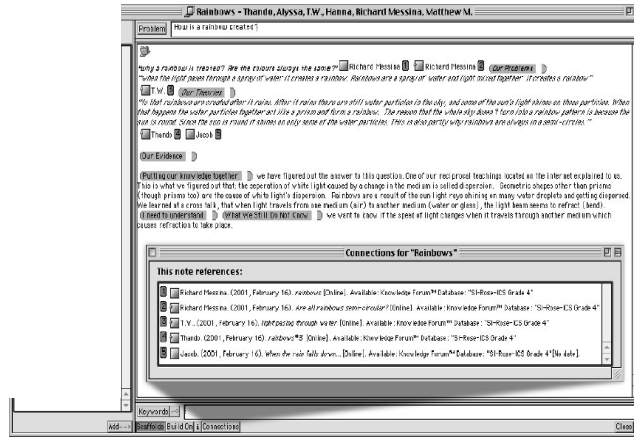 Rainbows - Thando, Alyssa, T.W., Hanna, Richard Messina, Matthew M.
Problem How is a rainbow created?
"Why a rainbow is created? Are the colours always the same?" Richard Messina 1 Richard Messina 2 Our Problems
"when the light passes through a spray of water it creates a rainbow. Rainbows are a spray of water and light mixed together it creates a rainbow"
T.W. 3 Our Theories
"Is that rainbows are created after it rains. After it rains there are still water particles in the sky, and some of the sun's light shines on those particles. When
that happens the water particles together act like a prism and form a rainbow. The reason that the whole sky doesn't turn into a rainbow pattern is because the
sun is round. Since the sun is round it shines on only some of the water particles. This is also partly why rainbows are always in a semi-circles."
Thando 4 Jacob 5
Our Evidence
Putting our knowledge together we have figured out the answer to this question. One of our reciprocal teachings located on the internet explained to us.
This is what we figured out that: the seperation of white light caused by a change in the medium is called dispersion. Geometric shapes other than prisms
(though prisms too) are the cause of white light's dispersion. Rainbows are a result of the sun light rays shining on many water droplets and getting dispersed.
We learned at a cross talk, that when light travels from one medium (air) to another medium (water or glass), the light beam seems to refract (bend).
I need to understand What We Still Do Not Know we want to know if the speed of light changes when it travels through another medium which
causes refraction to take place.
Connections for "Rainbows"
This note references:
1 Richard Messina. (2001, February 16). rainbows [Online]. Available: Knowledge Forum™ Database: "SI-Rose-ICS Grade 4"
2 Richard Messina. (2001, February 16). Are all rainbows semi-circular? [Online]. Available: Knowledge Forum™ Database: "SI-Rose-ICS Grade 4"
3 T.W.. (2001, February 16). light pasing through water [Online]. Available: Knowledge Forum™ Database: "SI-Rose-ICS Grade 4"
4 Thando. (2001, February 16). rainbows#3 [Online]. Available: Knowledge Forum™ Database: "SI-Rose-ICS Grade 4"
5 Jacob. (2001, February 16). When the rain falls down... [Online]. Available: Knowledge Forum™ Database: "SI-Rose-ICS Grade 4"[No date].
Keywords
Add--> Scaffolds Build On i Connections Close